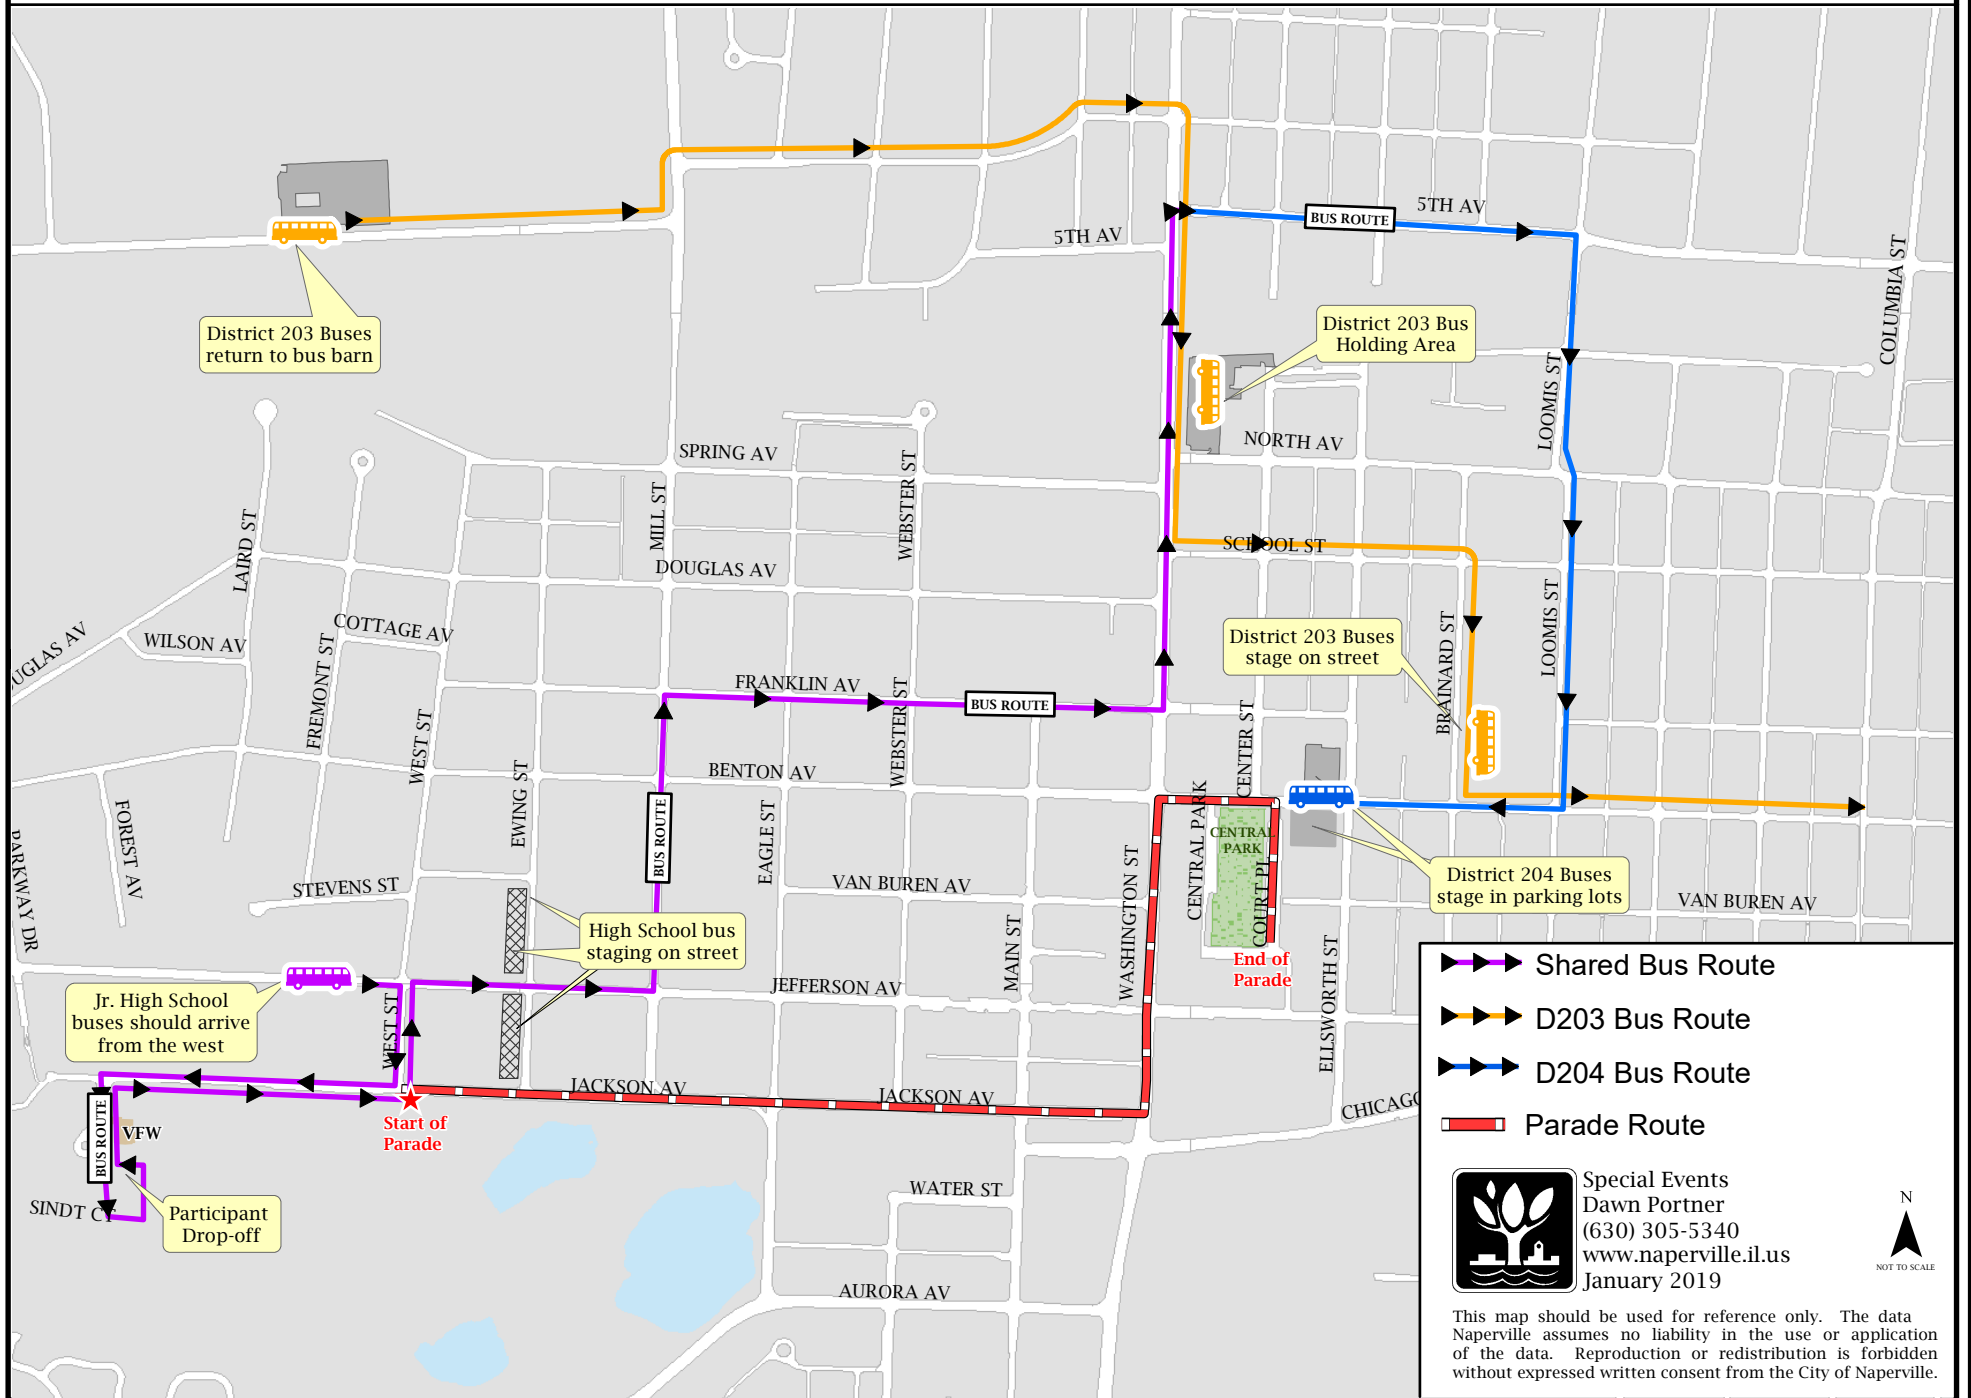 BUS ROUTE
5TH AV
5TH AV
COLUMBIA ST
District 203 Buses
return to bus barn
District 203 Bus
Holding Area
LOOMIS ST
NORTH AV
SPRING AV
WEBSTER ST
MILL ST
LAIRD ST
SCHOOL ST
DOUGLAS AV
COTTAGE AV
WILSON AV
UGLAS AV
FREMONT ST
District 203 Buses
stage on street
BRAINARD ST
LOOMIS ST
FRANKLIN AV
BUS ROUTE
WEBSTER ST
WEST ST
CENTER ST
BENTON AV
EWING ST
EAGLE ST
BUS ROUTE
FOREST AV
PARKWAY DR
CENTRAL PARK
CENTRAL
PARK
COURT PL
WASHINGTON ST
STEVENS ST
VAN BUREN AV
District 204 Buses
stage in parking lots
VAN BUREN AV
High School bus
staging on street
MAIN ST
End of
Parade
ELLSWORTH ST
JEFFERSON AV
Jr. High School
buses should arrive
from the west
WEST ST
JACKSON AV
JACKSON AV
CHICAGO
Start of
Parade
BUS ROUTE
VFW
SINDT CT
Participant
Drop-off
WATER ST
AURORA AV
Shared Bus Route
D203 Bus Route
D204 Bus Route
Parade Route
Special Events
Dawn Portner
(630) 305-5340
www.naperville.il.us
January 2019
N
NOT TO SCALE
This map should be used for reference only. The data
Naperville assumes no liability in the use or application
of the data. Reproduction or redistribution is forbidden
without expressed written consent from the City of Naperville.